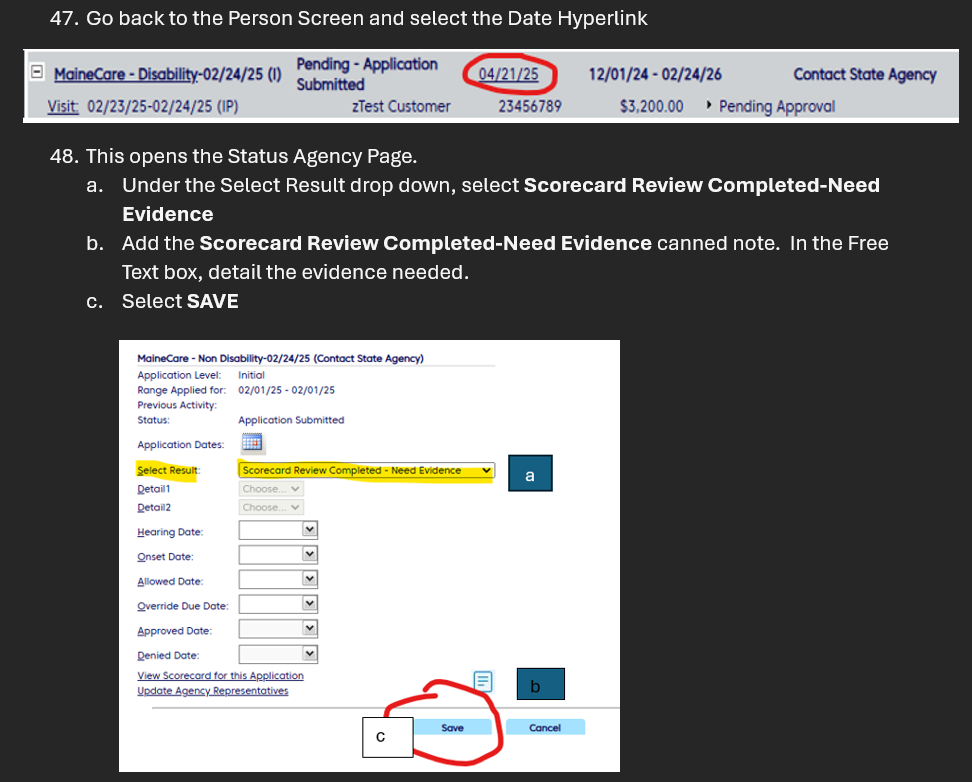 47. Go back to the Person Screen and select the Date Hyperlink
MaineCare - Disability-02/24/25 (I) Pending - Application Submitted 04/21/25 12/01/24 - 02/24/26 Contact State Agency
Visit: 02/23/25-02/24/25 (IP) zTest Customer 23456789 $3,200.00 Pending Approval
48. This opens the Status Agency Page.
a. Under the Select Result drop down, select Scorecard Review Completed-Need
Evidence
b. Add the Scorecard Review Completed-Need Evidence canned note. In the Free
Text box, detail the evidence needed.
c. Select SAVE
MaineCare - Non Disability-02/24/25 (Contact State Agency)
Application Level: Initial
Range Applied for: 02/01/25 - 02/01/25
Previous Activity:
Status: Application Submitted
Application Dates:
Select Result: Scorecard Review Completed - Need Evidence
a
Detail1 Choose...
Detail2 Choose...
Hearing Date:
Onset Date:
Allowed Date:
Override Due Date:
Approved Date:
Denied Date:
View Scorecard for this Application
Update Agency Representatives
b
c
Save Cancel